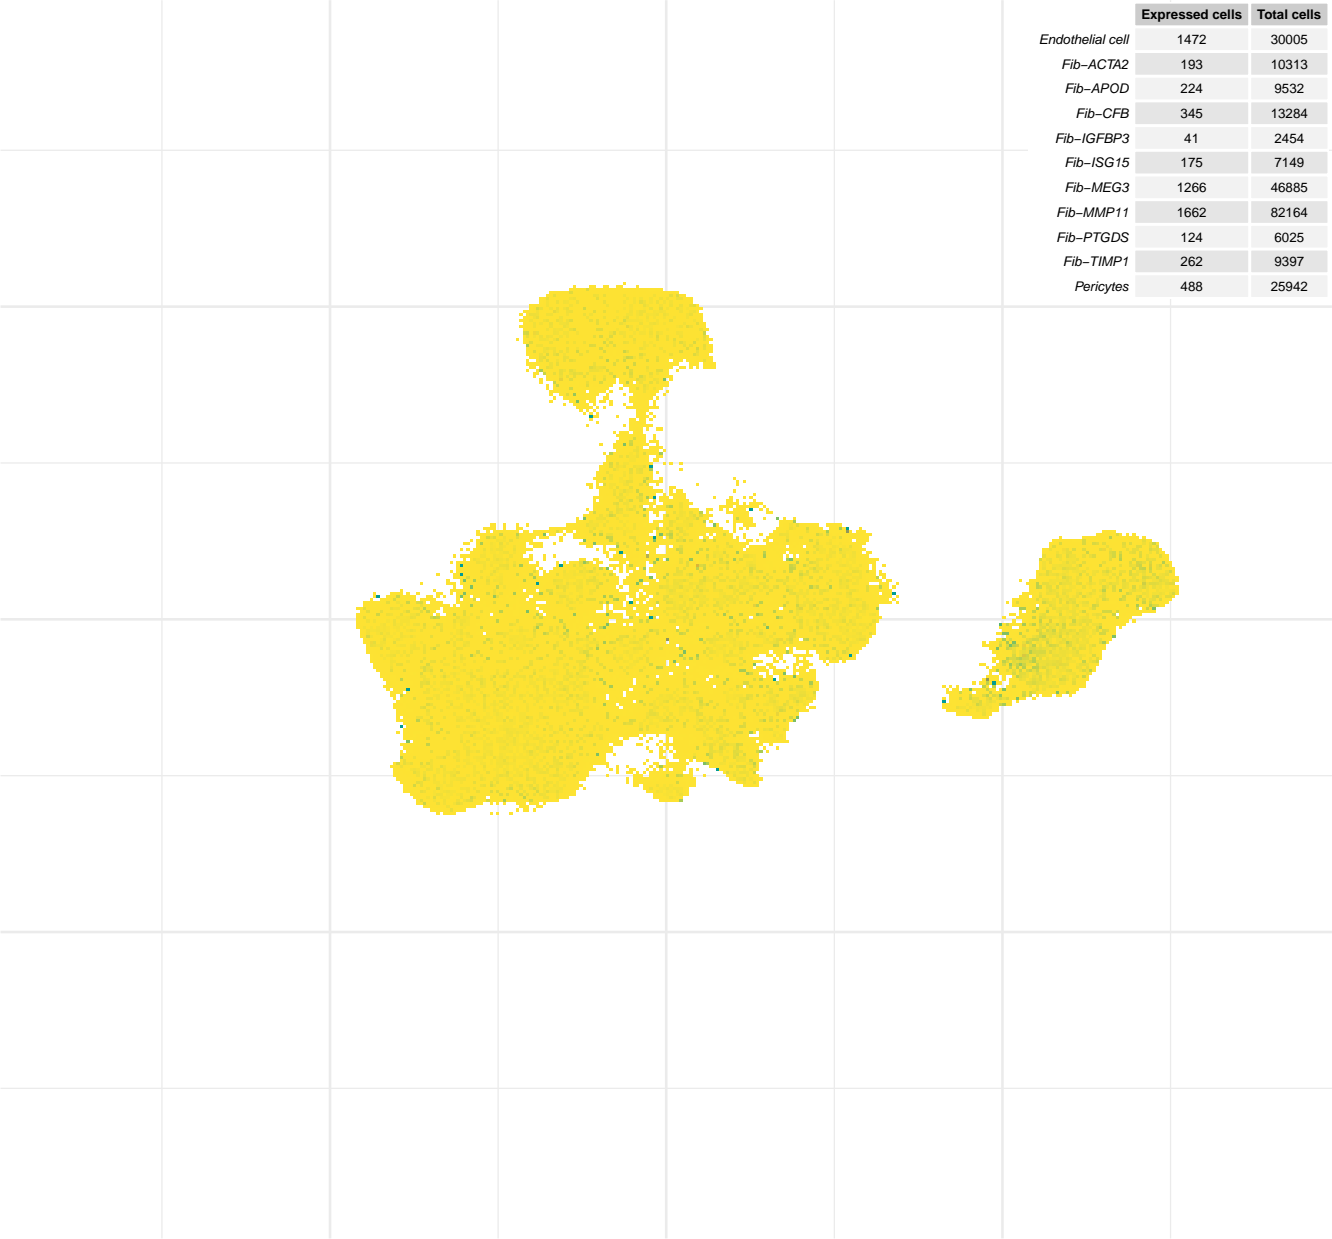 Expressed cells Total cells
Endothelial cell 1472 30005
Fib−ACTA2 193 10313
Fib−APOD 224 9532
Fib−CFB 345 13284
Fib−IGFBP3 41 2454
Fib−ISG15 175 7149
Fib−MEG3 1266 46885
Fib−MMP11 1662 82164
Fib−PTGDS 124 6025
Fib−TIMP1 262 9397
Pericytes 488 25942